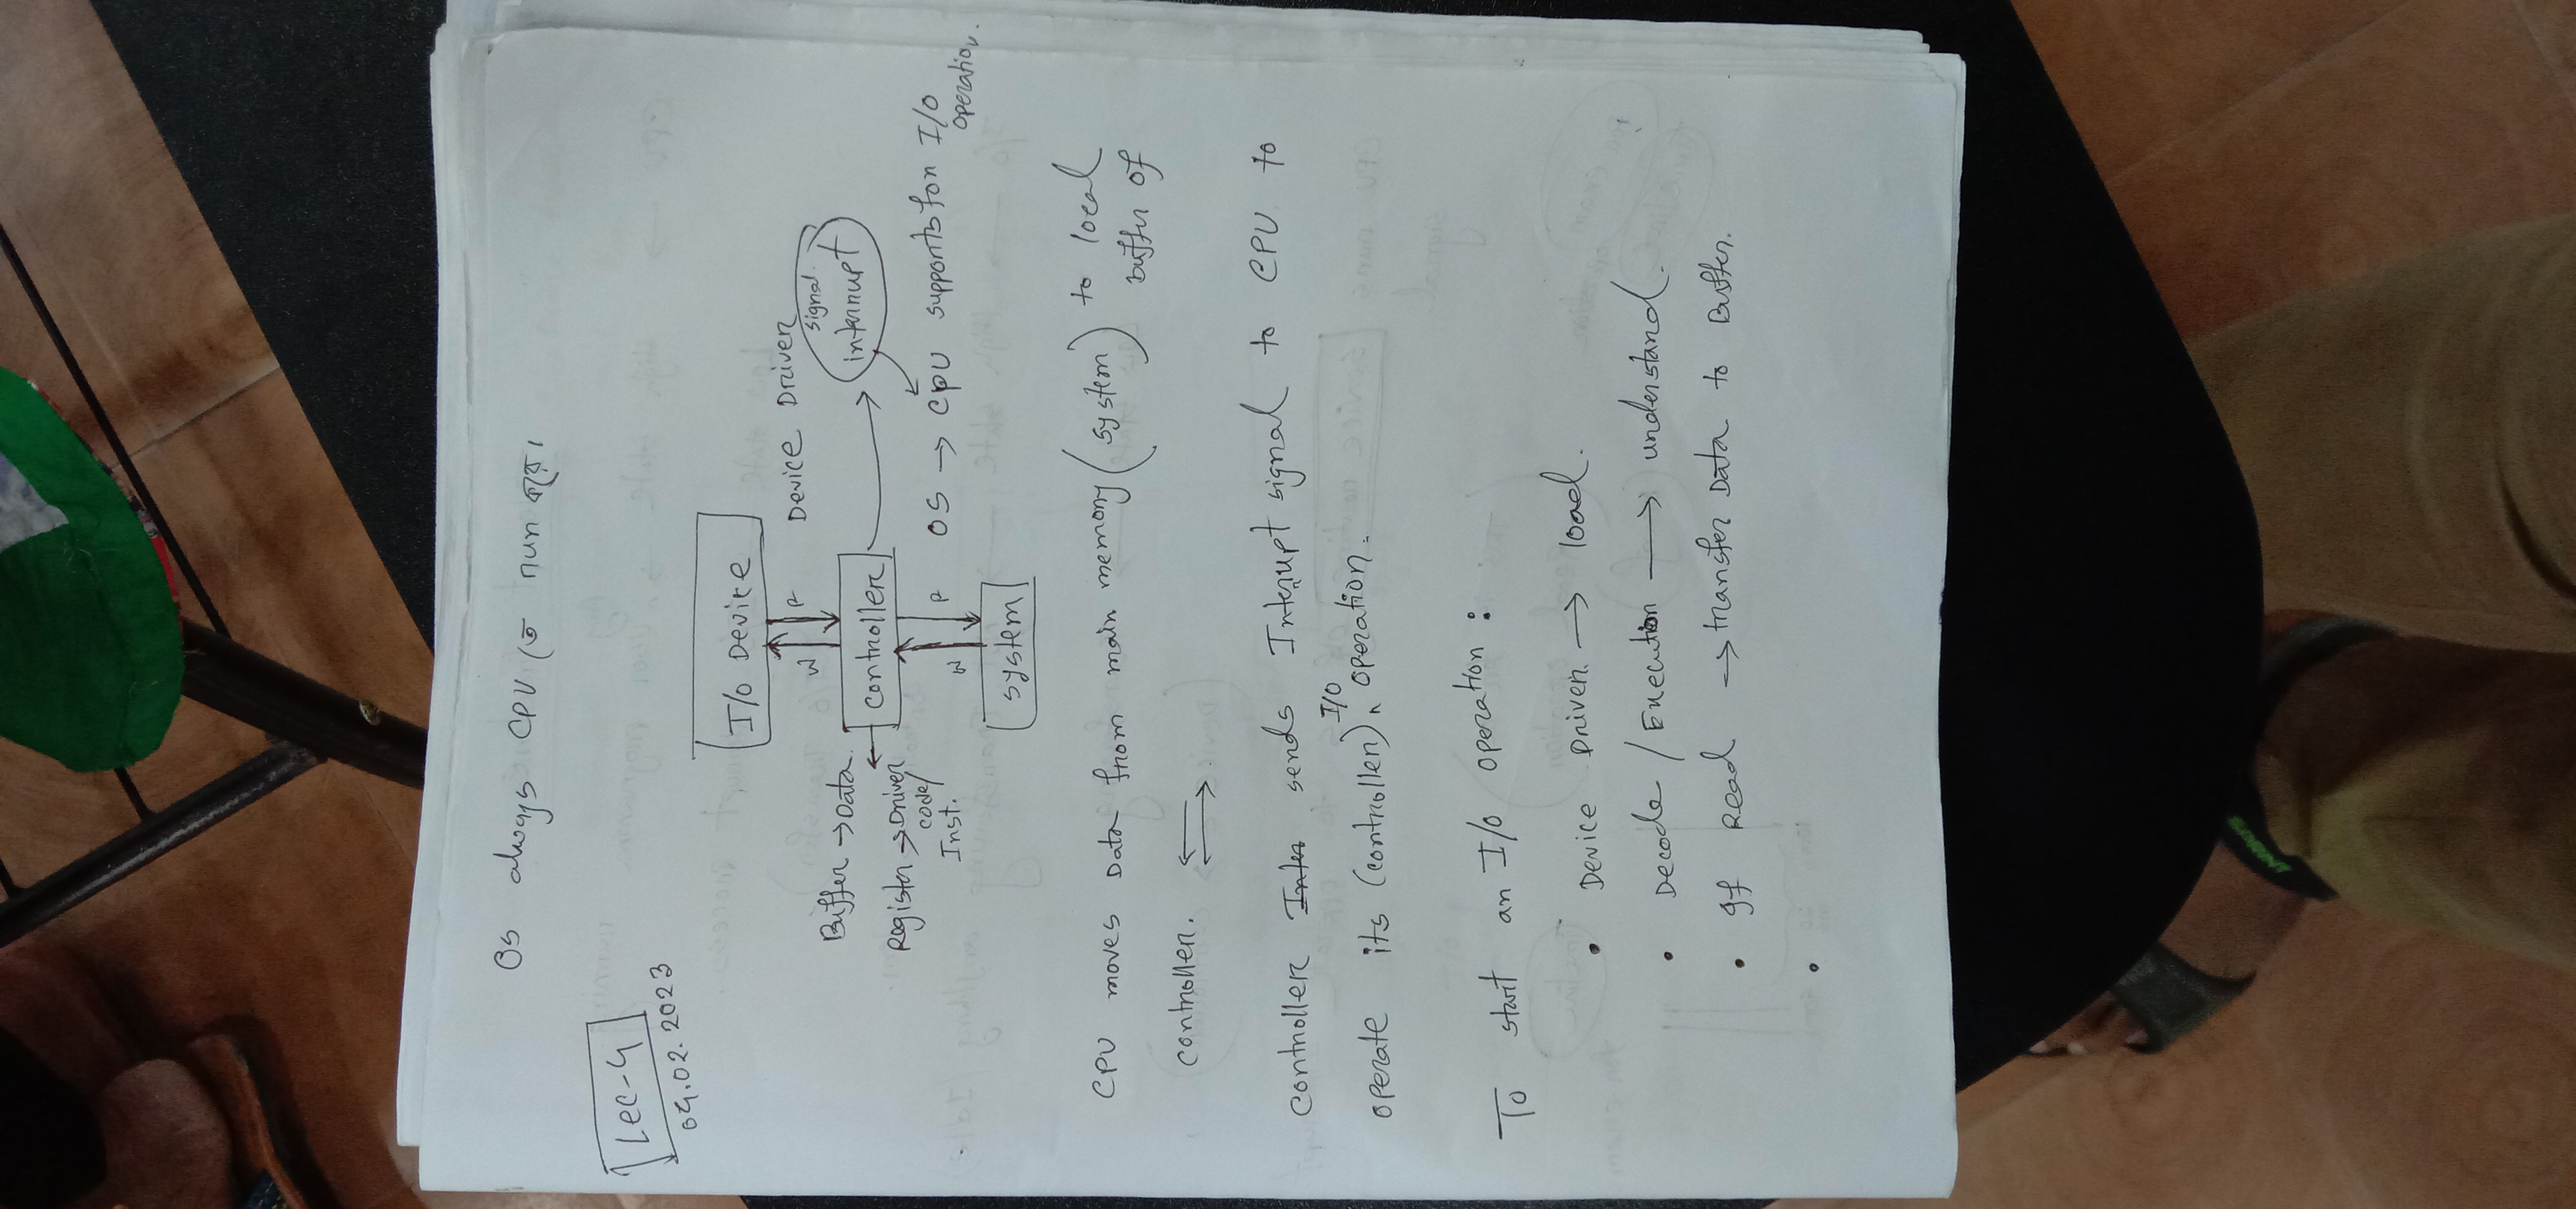 OS always CPU তে run করে।
Lec-4
04.02.2023
I/O Device
W R
Device Driver
signal
interrupt
Buffer → Data
controller
Register → Driver
code/
Inst.
W R
OS → CPU supports for I/O
operation.
system
CPU moves Data from main memory (system) to local
buffer of
controller.
controller Inter sends Interrupt signal to CPU to
I/O
operate its (controller) operation.
To start an I/O operation :
• Device Driver. → load.
• Decode / Execution → understand.
• If Read → transfer Data to Buffer.
•